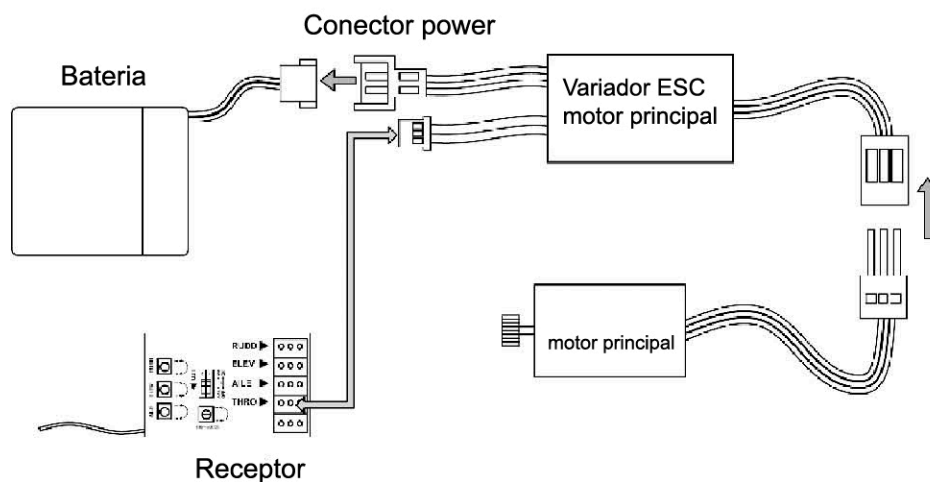 Conector power
Bateria
Variador ESC
motor principal
motor principal
RUDD
ELEV
AILE
THRO
Receptor